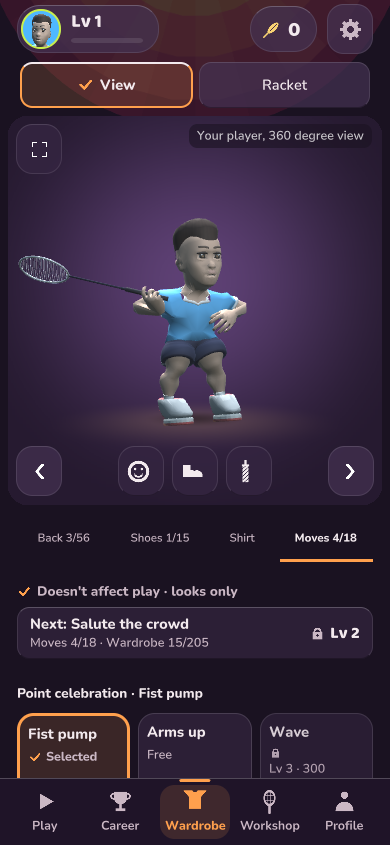 Lv 1
0
View
Racket
Your player, 360 degree view
Back 3/56
Shoes 1/15
Shirt
Moves 4/18
Doesn't affect play · looks only
Next: Salute the crowd
Moves 4/18 · Wardrobe 15/205
Lv 2
Point celebration · Fist pump
Fist pump
Selected
Arms up
Free
Wave
Lv 3 · 300
Play
Career
Wardrobe
Workshop
Profile